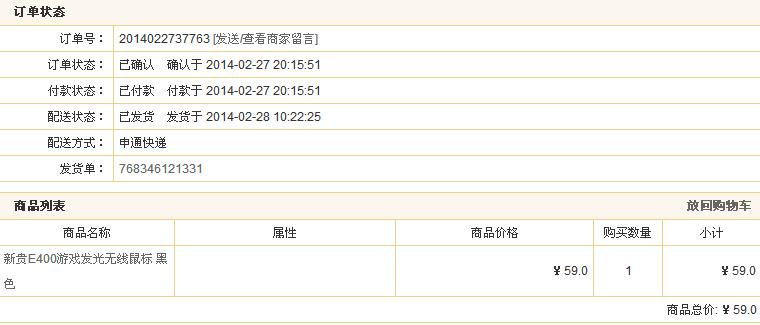 订单状态
订单号： 2014022737763 [发送/查看商家留言]
订单状态： 已确认 确认于 2014-02-27 20:15:51
付款状态： 已付款 付款于 2014-02-27 20:15:51
配送状态： 已发货 发货于 2014-02-28 10:22:25
配送方式： 申通快递
发货单： 768346121331
商品列表 放回购物车
商品名称 属性 商品价格 购买数量 小计
新贵E400游戏发光无线鼠标 黑
色
¥ 59.0 1 ¥ 59.0
商品总价: ¥ 59.0